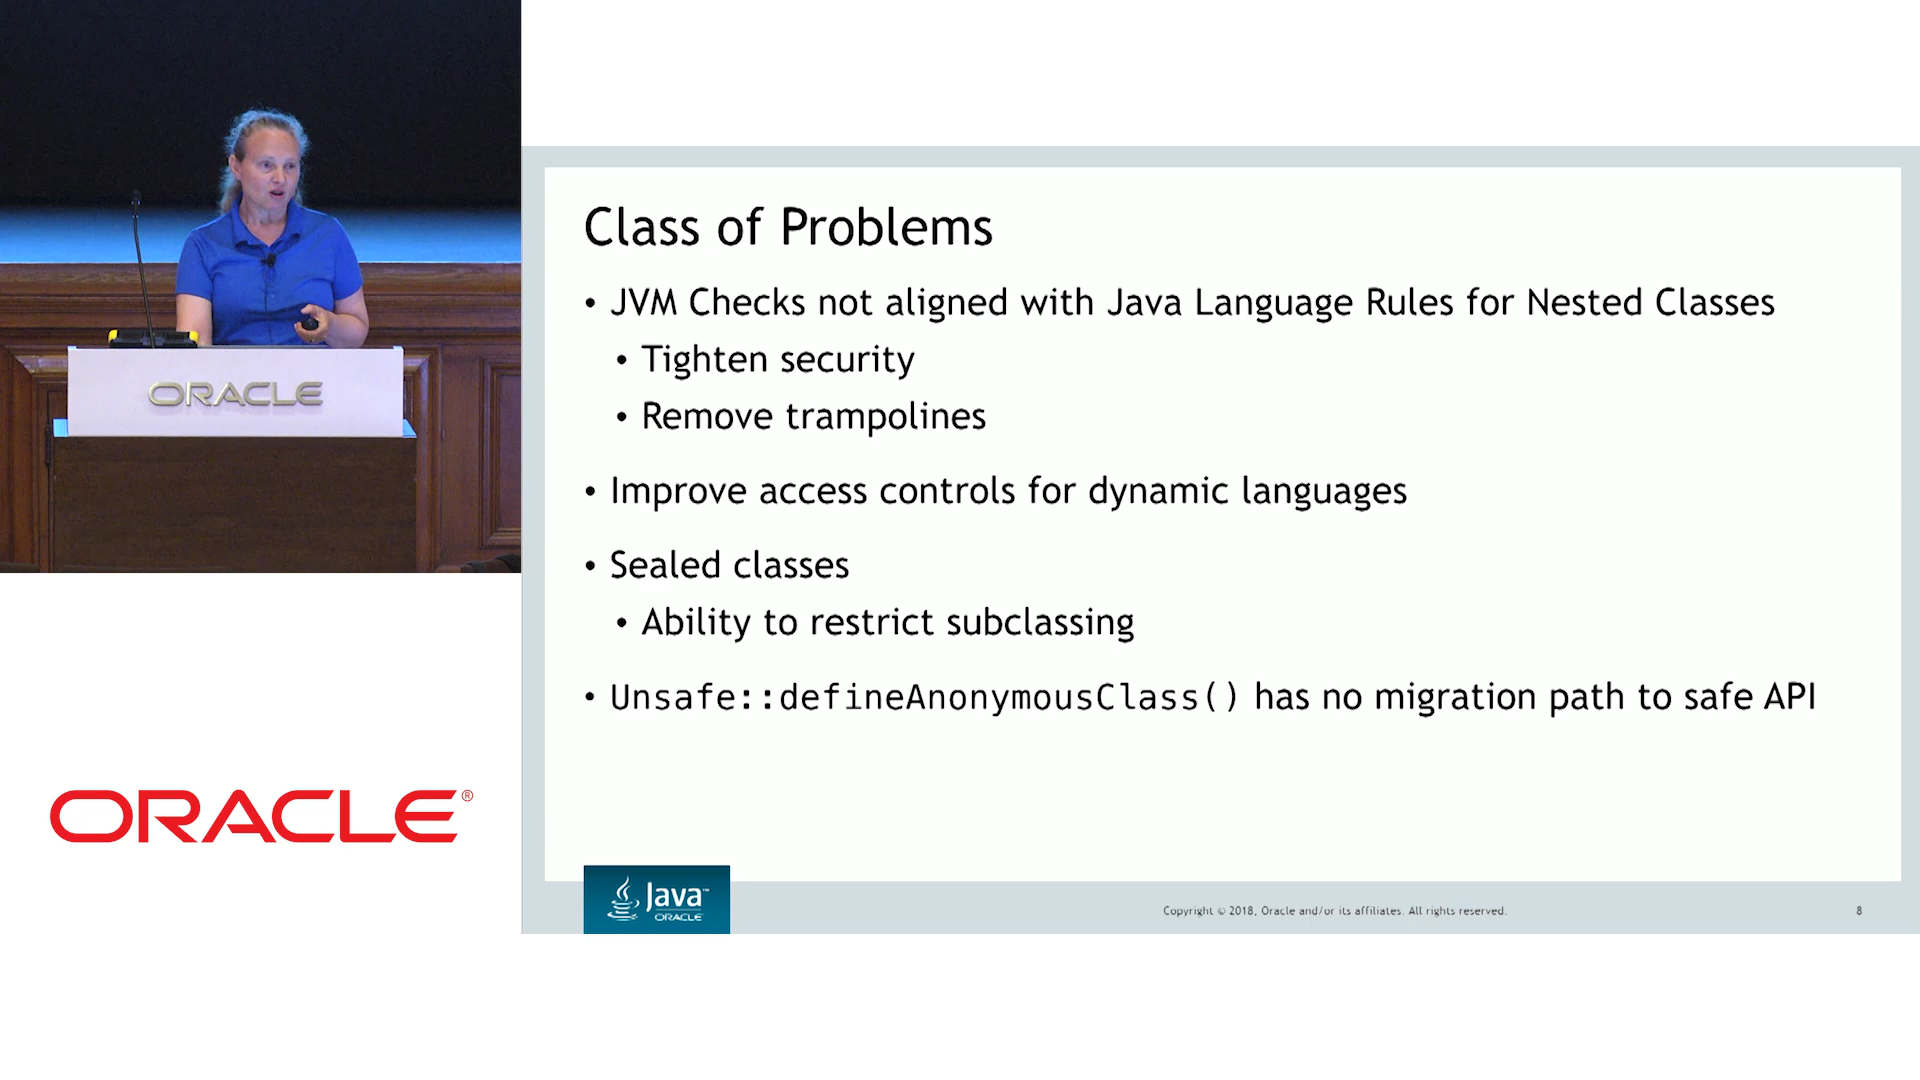 ORACLE
ORACLE®
Class of Problems
• JVM Checks not aligned with Java Language Rules for Nested Classes
• Tighten security
• Remove trampolines
• Improve access controls for dynamic languages
• Sealed classes
• Ability to restrict subclassing
• Unsafe::defineAnonymousClass() has no migration path to safe API
Java™
ORACLE
Copyright © 2018, Oracle and/or its affiliates. All rights reserved.
8